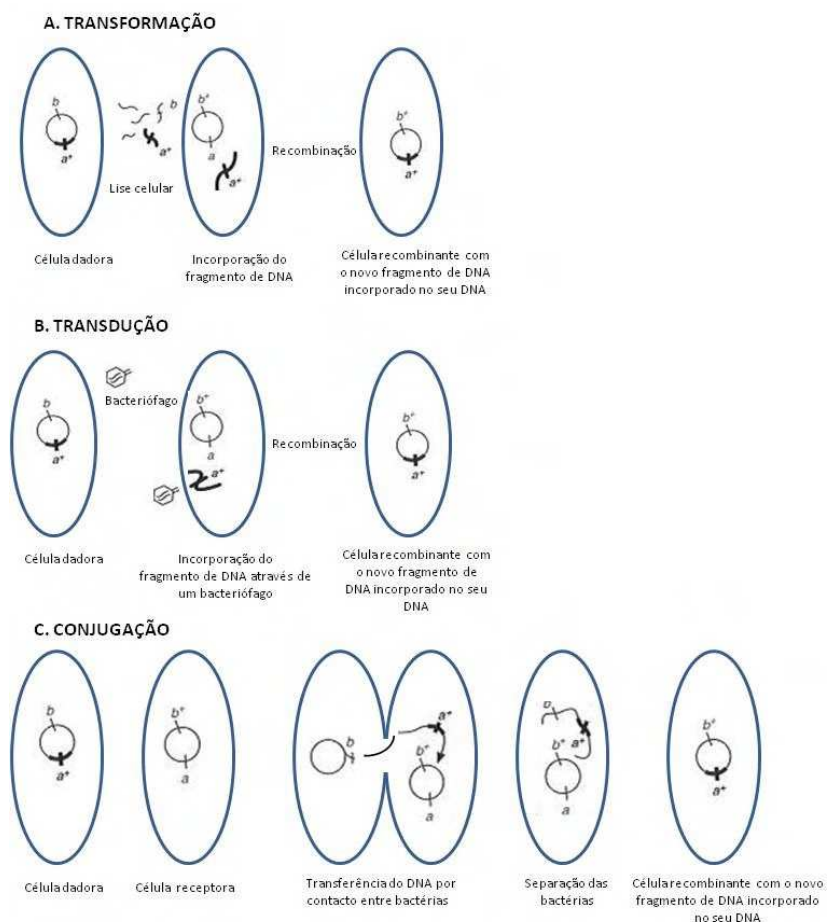 A. TRANSFORMAÇÃO
b
a⁺
b
a⁺
Lise celular
b⁺
a
a⁺
Recombinação
b⁺
a⁺
Célula dadora
Incorporação do
fragmento de DNA
Célula recombinante com
o novo fragmento de DNA
incorporado no seu DNA
B. TRANSDUÇÃO
b
a⁺
Bacteriófago
b⁺
a
a⁺
Recombinação
b⁺
a⁺
Célula dadora
Incorporação do
fragmento de DNA através de
um bacteriófago
Célula recombinante com
o novo fragmento de
DNA incorporado no seu
DNA
C. CONJUGAÇÃO
b
a⁺
b⁺
a
b
a⁺
b⁺
a
a⁺
b⁺
a
b⁺
a⁺
Célula dadora
Célula receptora
Transferência do DNA por
contacto entre bactérias
Separação das
bactérias
Célula recombinante com o novo
fragmento de DNA incorporado
no seu DNA